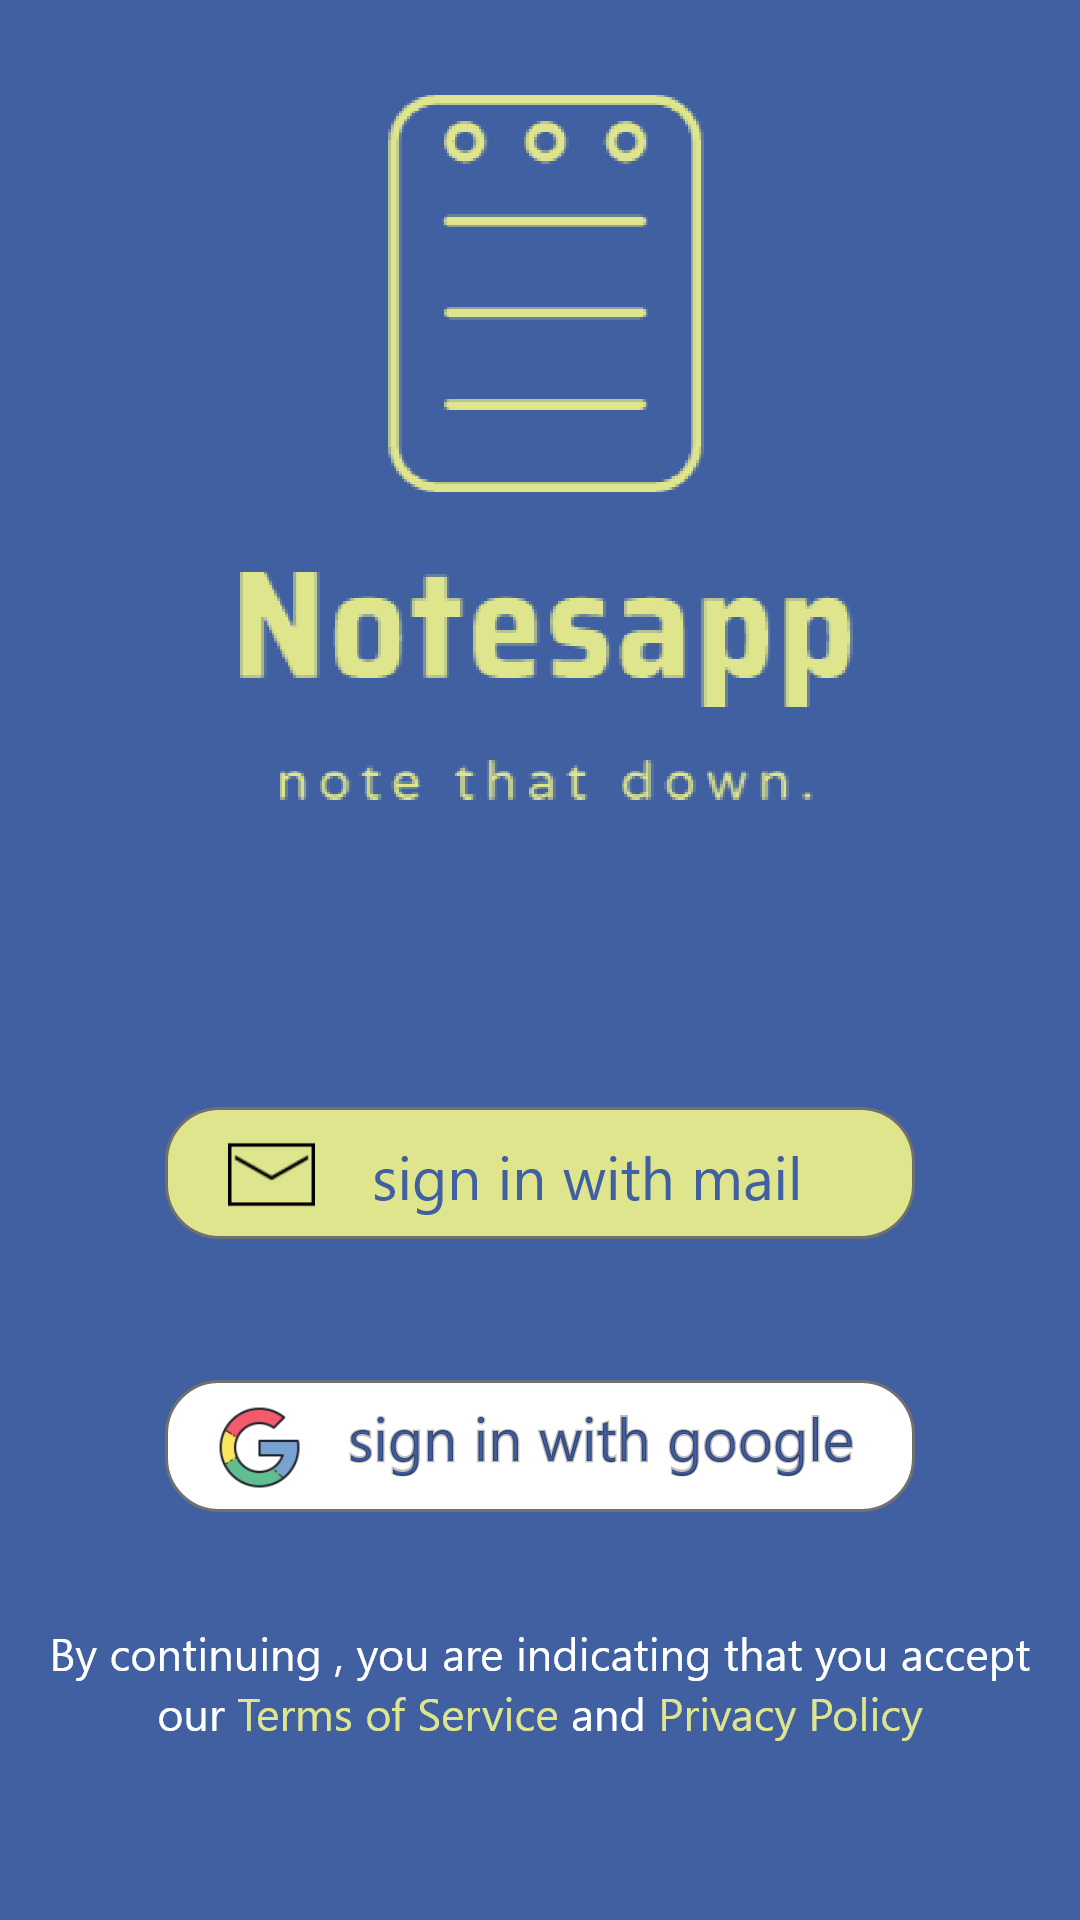 Notesapp
note that down.
sign in with mail
sign in with google
By continuing , you are indicating that you accept
our Terms of Service and Privacy Policy